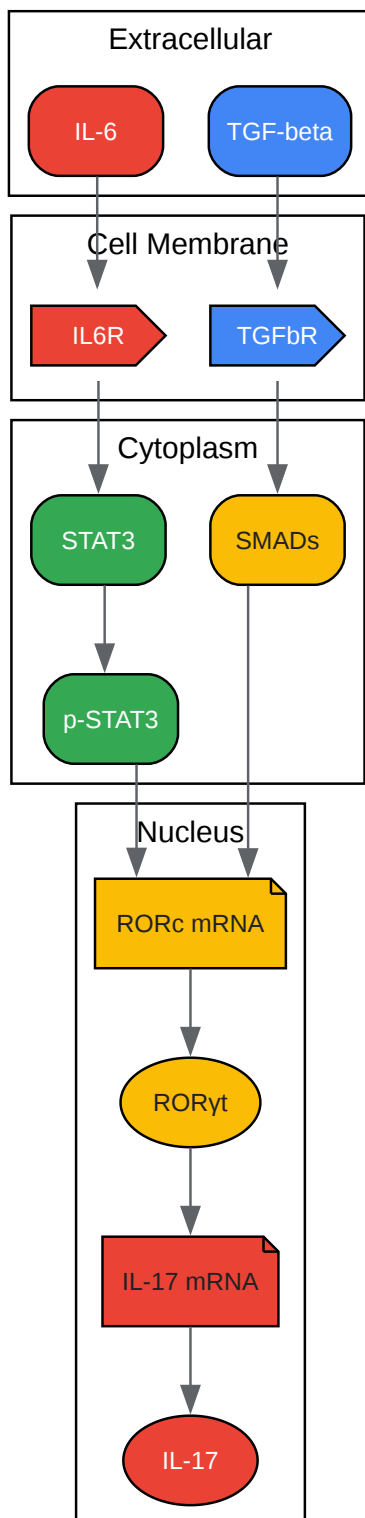 Extracellular
IL-6
TGF-beta
Cell Membrane
IL6R
TGFbR
Cytoplasm
STAT3
SMADs
p-STAT3
Nucleus
RORc mRNA
RORγt
IL-17 mRNA
IL-17